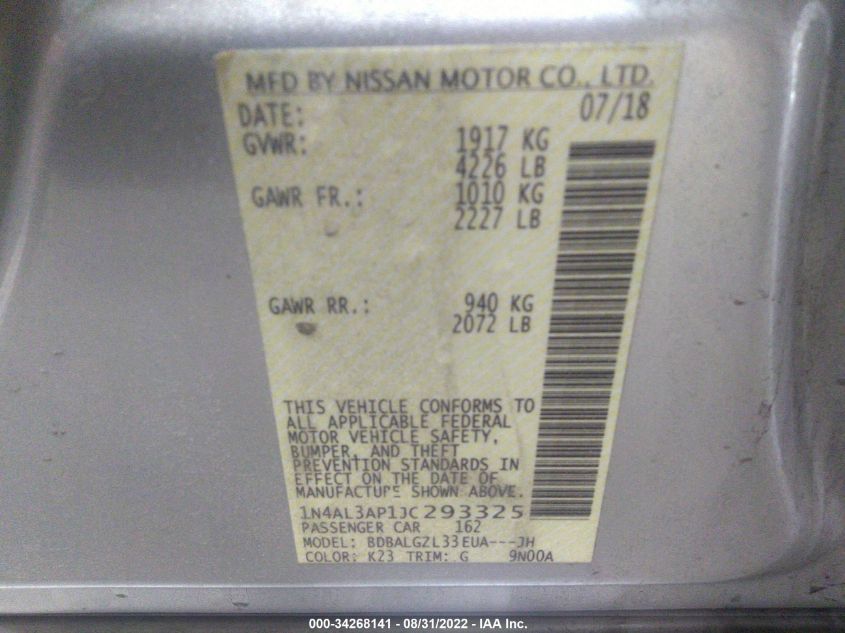 MFD BY NISSAN MOTOR CO., LTD.
DATE: 07/18
GVWR: 1917 KG
4226 LB
GAWR FR.: 1010 KG
2227 LB
GAWR RR.: 940 KG
2072 LB
THIS VEHICLE CONFORMS TO
ALL APPLICABLE FEDERAL
MOTOR VEHICLE SAFETY,
BUMPER, AND THEFT
PREVENTION STANDARDS IN
EFFECT ON THE DATE OF
MANUFACTURE SHOWN ABOVE.
1N4AL3AP1JC293325
PASSENGER CAR 162
MODEL: BDBALGZL33EUA---JH
COLOR: K23 TRIM: G 9N00A
000-34268141 - 08/31/2022 - IAA Inc.